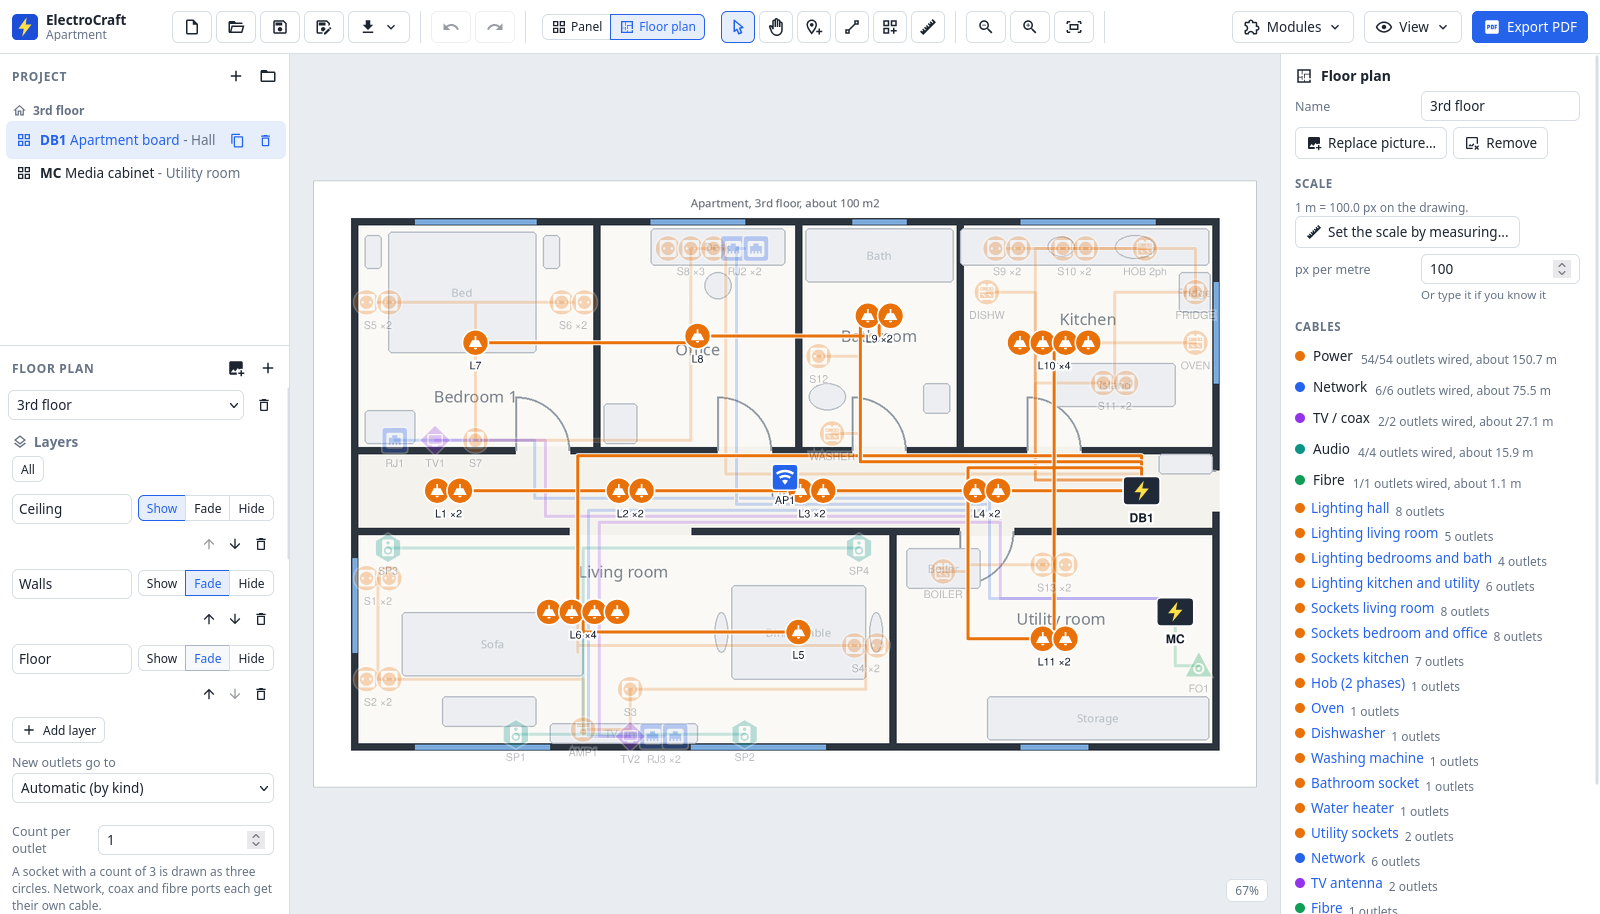 ElectroCraft
Apartment
Panel
Floor plan
Modules
View
PDF
Export PDF
PROJECT
3rd floor
DB1 Apartment board - Hall
MC Media cabinet - Utility room
FLOOR PLAN
3rd floor
Layers
All
Ceiling
Show
Fade
Hide
Walls
Show
Fade
Hide
Floor
Show
Fade
Hide
Add layer
New outlets go to
Automatic (by kind)
Count per
outlet
1
A socket with a count of 3 is drawn as three
circles. Network, coax and fibre ports each get
their own cable.
Apartment, 3rd floor, about 100 m2
Bed
S5 ×2
S6 ×2
L7
Bedroom 1
RJ1
TV1
S7
S8 ×3
RJ2 ×2
L8
Office
Bath
L9 ×2
S12
WASHER
S9 ×2
S10 ×2
HOB 2ph
DISHW
Kitchen
FRIDGE
OVEN
L10 ×4
Island
S11 ×2
L1 ×2
L2 ×2
AP1
L3 ×2
L4 ×2
DB1
SP3
S1 ×2
Living room
SP4
L6 ×4
Sofa
L5
S4 ×2
S2 ×2
S3
SP1
AMP1
TV2
RJ3 ×2
SP2
Boiler
BOILER
S13 ×2
Utility room
MC
L11 ×2
FO1
Storage
67%
Floor plan
Name
3rd floor
Replace picture...
Remove
SCALE
1 m = 100.0 px on the drawing.
Set the scale by measuring...
px per metre
100
Or type it if you know it
CABLES
Power 54/54 outlets wired, about 150.7 m
Network 6/6 outlets wired, about 75.5 m
TV / coax 2/2 outlets wired, about 27.1 m
Audio 4/4 outlets wired, about 15.9 m
Fibre 1/1 outlets wired, about 1.1 m
Lighting hall 8 outlets
Lighting living room 5 outlets
Lighting bedrooms and bath 4 outlets
Lighting kitchen and utility 6 outlets
Sockets living room 8 outlets
Sockets bedroom and office 8 outlets
Sockets kitchen 7 outlets
Hob (2 phases) 1 outlets
Oven 1 outlets
Dishwasher 1 outlets
Washing machine 1 outlets
Bathroom socket 1 outlets
Water heater 1 outlets
Utility sockets 2 outlets
Network 6 outlets
TV antenna 2 outlets
Fibre 1 outlets